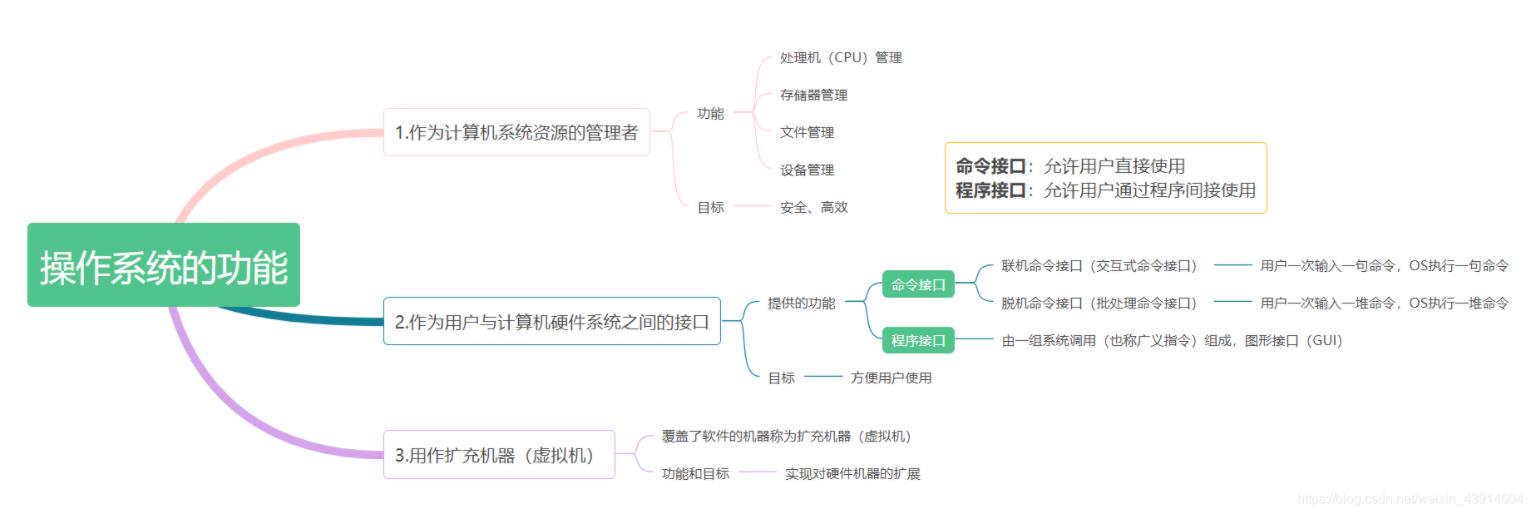 操作系统的功能
1.作为计算机系统资源的管理者
功能
处理机（CPU）管理
存储器管理
文件管理
设备管理
目标
安全、高效
命令接口：允许用户直接使用
程序接口：允许用户通过程序间接使用
2.作为用户与计算机硬件系统之间的接口
提供的功能
命令接口
联机命令接口（交互式命令接口）
用户一次输入一句命令，OS执行一句命令
脱机命令接口（批处理命令接口）
用户一次输入一堆命令，OS执行一堆命令
程序接口
由一组系统调用（也称广义指令）组成，图形接口（GUI）
目标
方便用户使用
3.用作扩充机器（虚拟机）
覆盖了软件的机器称为扩充机器（虚拟机）
功能和目标
实现对硬件机器的扩展
https://blog.csdn.net/weixin_43914604